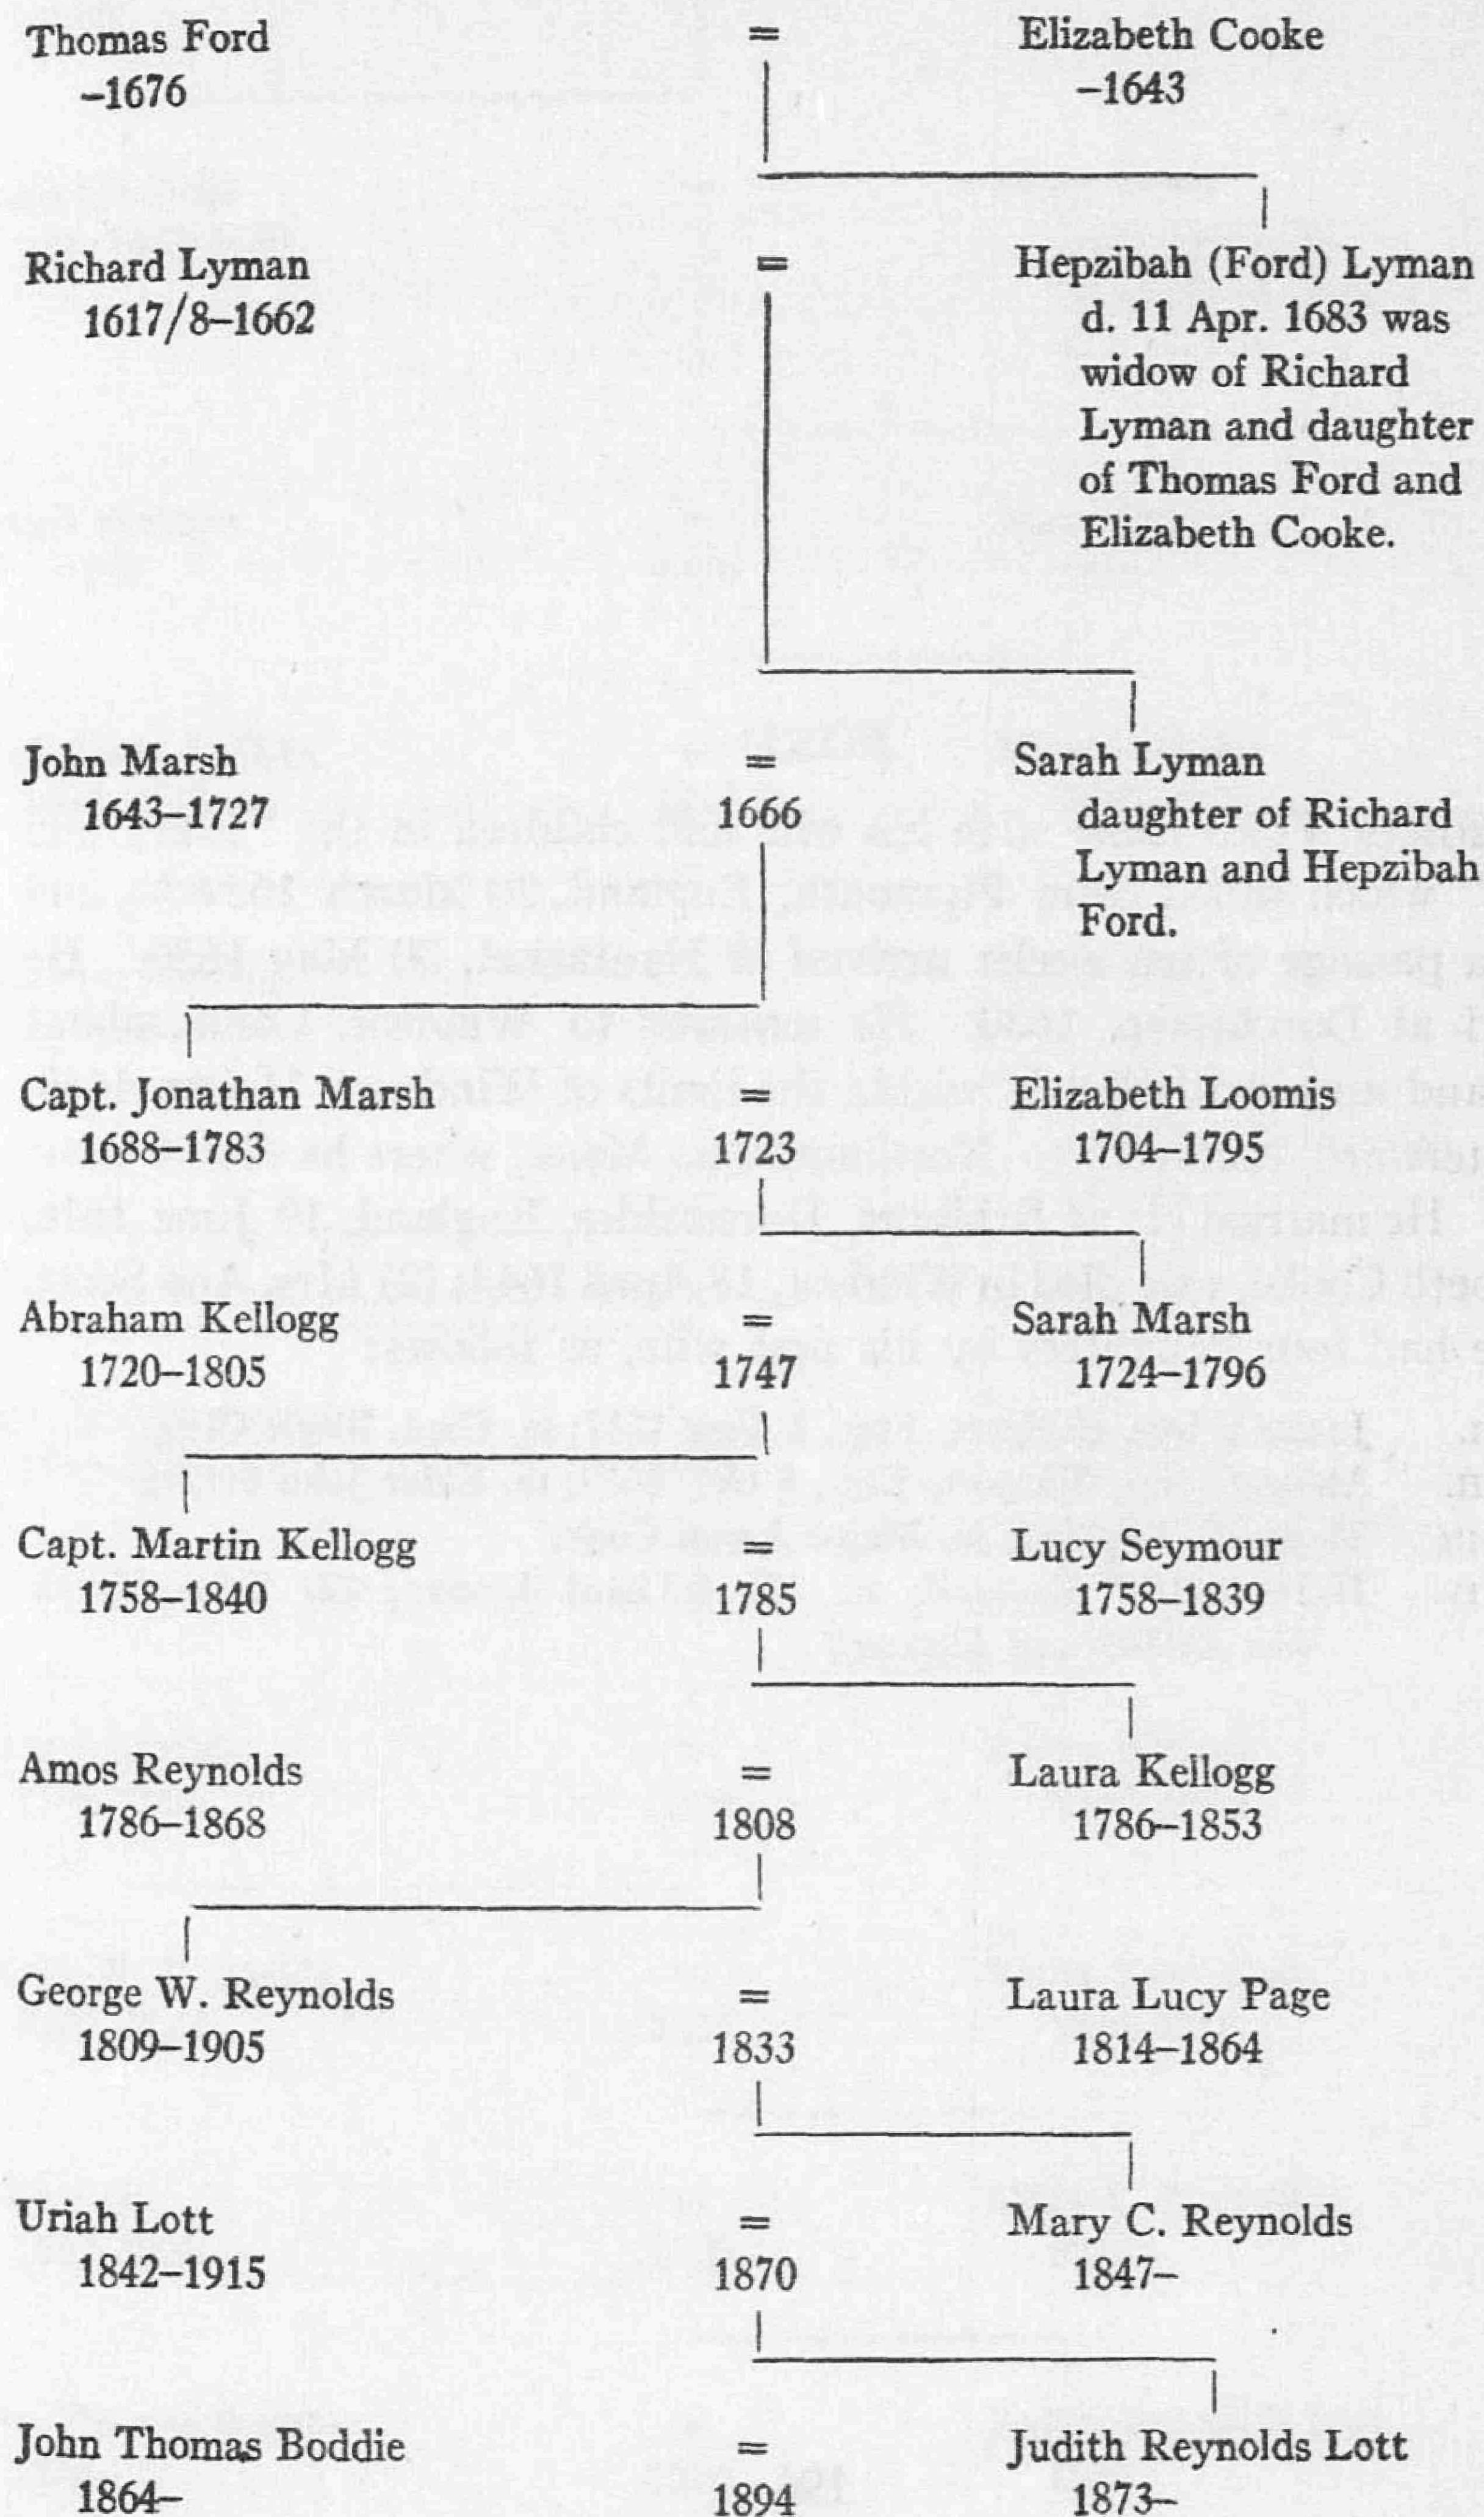 Thomas Ford = Elizabeth Cooke
–1676 –1643
Richard Lyman = Hepzibah (Ford) Lyman
1617/8–1662 d. 11 Apr. 1683 was
widow of Richard
Lyman and daughter
of Thomas Ford and
Elizabeth Cooke.
John Marsh = Sarah Lyman
1643–1727 1666 daughter of Richard
Lyman and Hepzibah
Ford.
Capt. Jonathan Marsh = Elizabeth Loomis
1688–1783 1723 1704–1795
Abraham Kellogg = Sarah Marsh
1720–1805 1747 1724–1796
Capt. Martin Kellogg = Lucy Seymour
1758–1840 1785 1758–1839
Amos Reynolds = Laura Kellogg
1786–1868 1808 1786–1853
George W. Reynolds = Laura Lucy Page
1809–1905 1833 1814–1864
Uriah Lott = Mary C. Reynolds
1842–1915 1870 1847–
John Thomas Boddie = Judith Reynolds Lott
1864– 1894 1873–